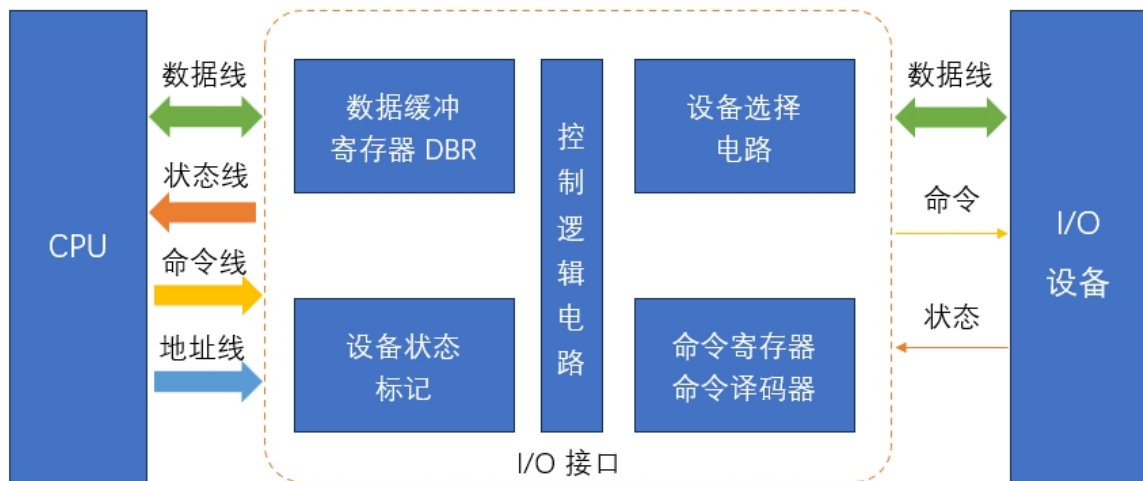 CPU
数据线
状态线
命令线
地址线
数据缓冲
寄存器 DBR
设备状态
标记
控
制
逻
辑
电
路
设备选择
电路
命令寄存器
命令译码器
I/O 接口
数据线
命令
状态
I/O
设备